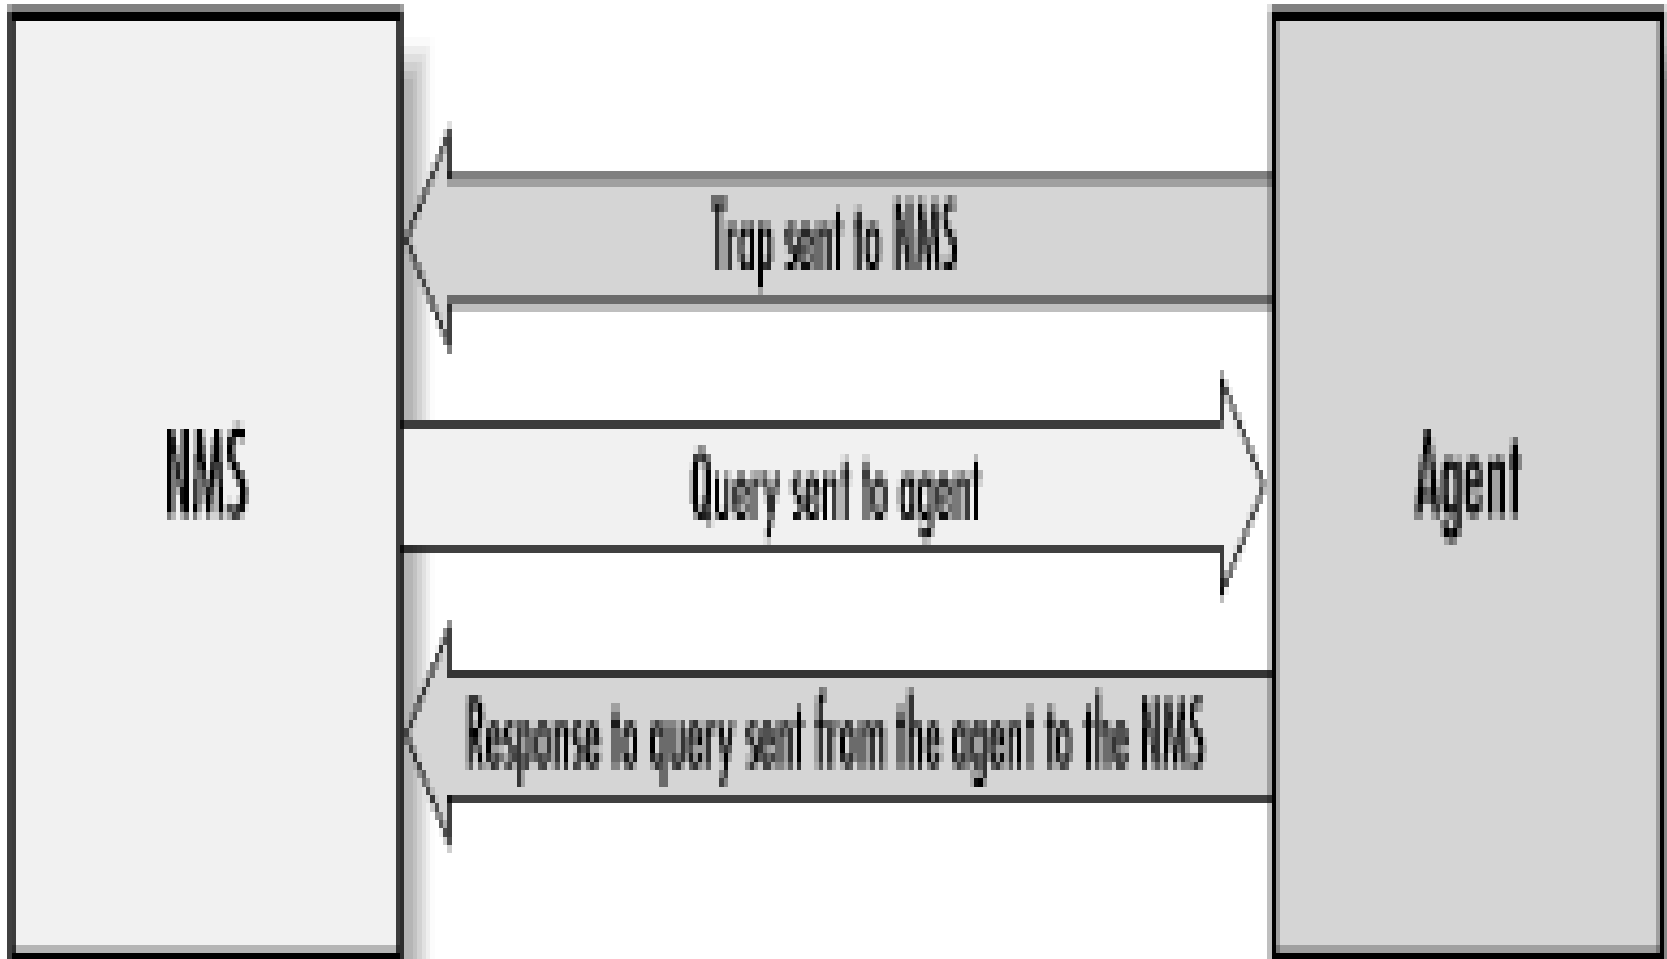 Trap sent to NMS
NMS
Query sent to agent
Agent
Response to query sent from the agent to the NMS